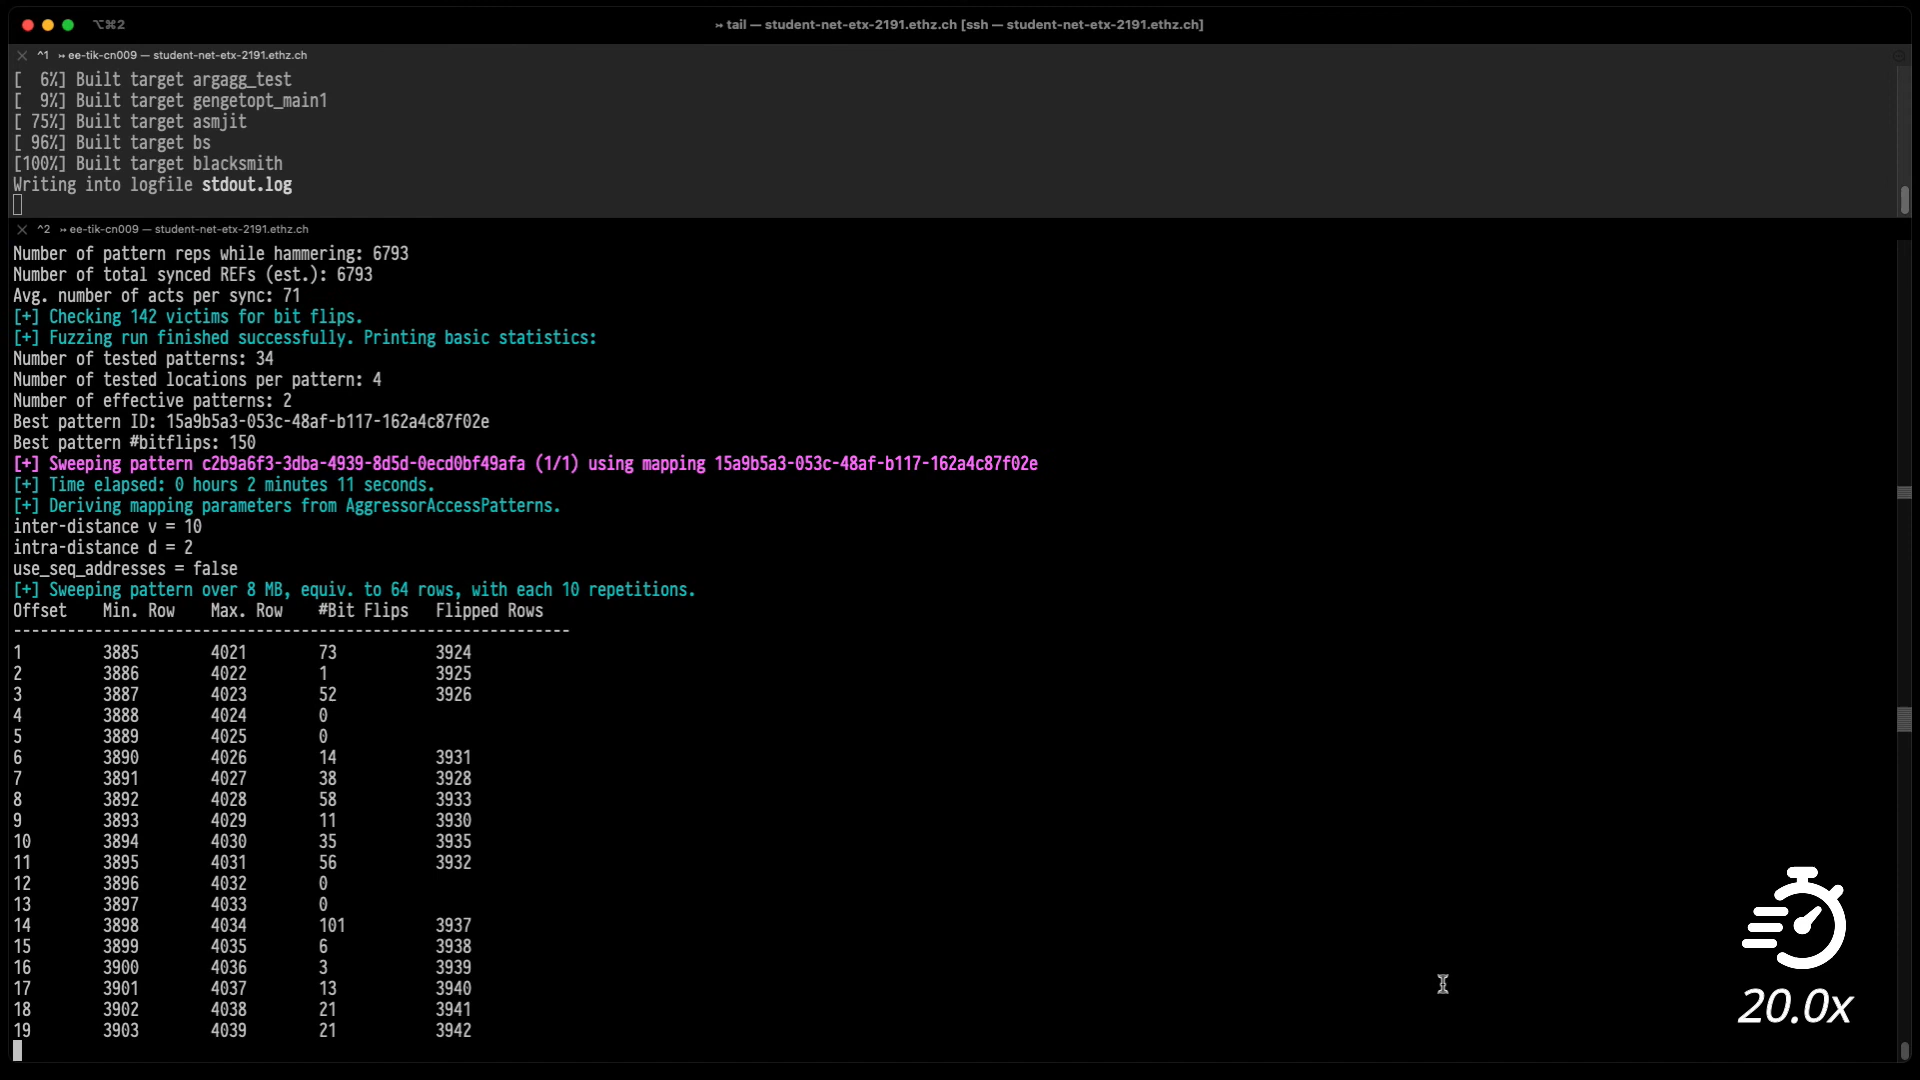 ⌥⌘2
↣ tail — student-net-etx-2191.ethz.ch [ssh — student-net-etx-2191.ethz.ch]
^1 ↣ ee-tik-cn009 — student-net-etx-2191.ethz.ch
[  6%] Built target argagg_test
[  9%] Built target gengetopt_main1
[ 75%] Built target asmjit
[ 96%] Built target bs
[100%] Built target blacksmith
Writing into logfile stdout.log
^2 ↣ ee-tik-cn009 — student-net-etx-2191.ethz.ch
Number of pattern reps while hammering: 6793
Number of total synced REFs (est.): 6793
Avg. number of acts per sync: 71
[+] Checking 142 victims for bit flips.
[+] Fuzzing run finished successfully. Printing basic statistics:
Number of tested patterns: 34
Number of tested locations per pattern: 4
Number of effective patterns: 2
Best pattern ID: 15a9b5a3-053c-48af-b117-162a4c87f02e
Best pattern #bitflips: 150
[+] Sweeping pattern c2b9a6f3-3dba-4939-8d5d-0ecd0bf49afa (1/1) using mapping 15a9b5a3-053c-48af-b117-162a4c87f02e
[+] Time elapsed: 0 hours 2 minutes 11 seconds.
[+] Deriving mapping parameters from AggressorAccessPatterns.
inter-distance v = 10
intra-distance d = 2
use_seq_addresses = false
[+] Sweeping pattern over 8 MB, equiv. to 64 rows, with each 10 repetitions.
Offset    Min. Row    Max. Row    #Bit Flips   Flipped Rows
--------------------------------------------------------------
1         3885        4021        73           3924
2         3886        4022        1            3925
3         3887        4023        52           3926
4         3888        4024        0
5         3889        4025        0
6         3890        4026        14           3931
7         3891        4027        38           3928
8         3892        4028        58           3933
9         3893        4029        11           3930
10        3894        4030        35           3935
11        3895        4031        56           3932
12        3896        4032        0
13        3897        4033        0
14        3898        4034        101          3937
15        3899        4035        6            3938
16        3900        4036        3            3939
17        3901        4037        13           3940
18        3902        4038        21           3941
19        3903        4039        21           3942
20.0x